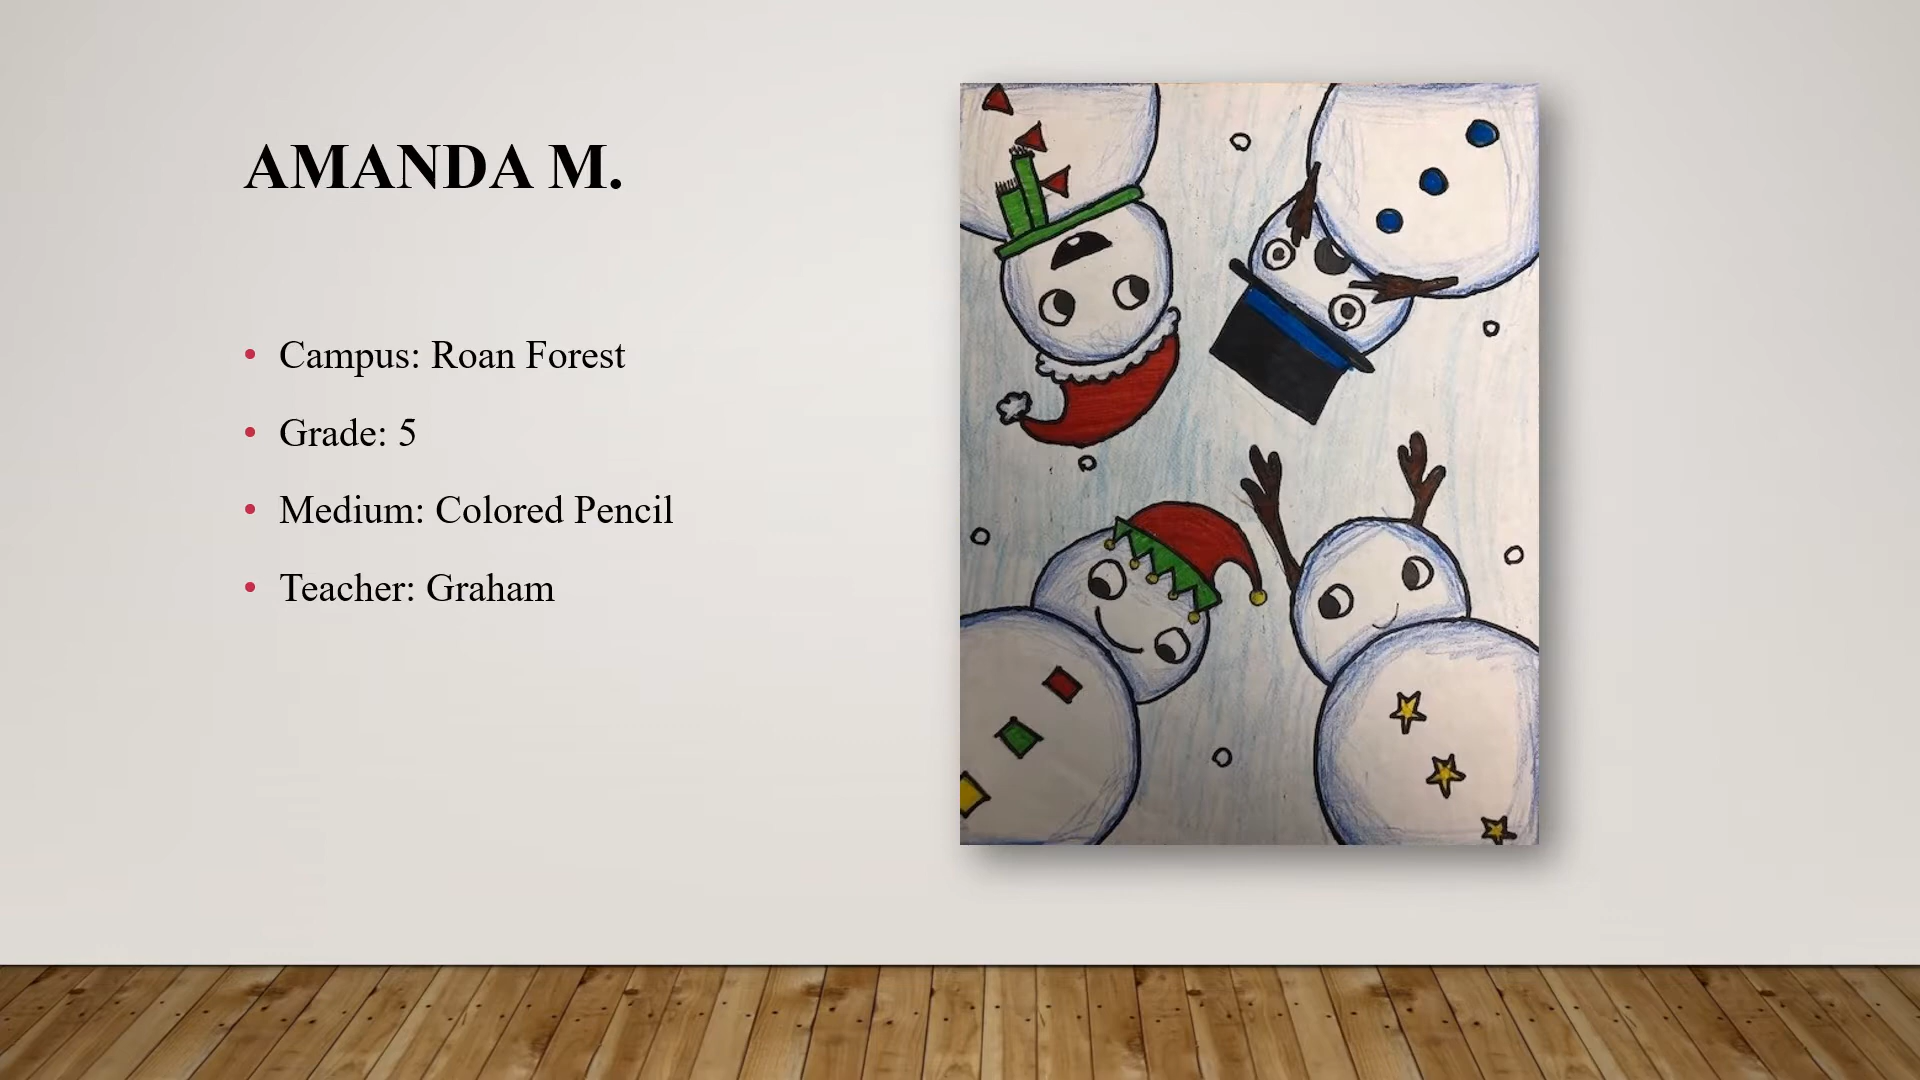 AMANDA M.
Campus: Roan Forest
Grade: 5
Medium: Colored Pencil
Teacher: Graham